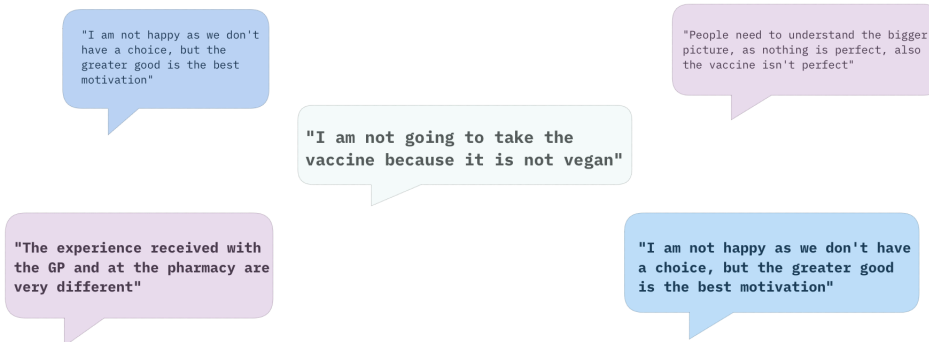 "I am not happy as we don't
have a choice, but the
greater good is the best
motivation"
"People need to understand the bigger
picture, as nothing is perfect, also
the vaccine isn't perfect"
"I am not going to take the
vaccine because it is not vegan"
"The experience received with
the GP and at the pharmacy are
very different"
"I am not happy as we don't have
a choice, but the greater good
is the best motivation"